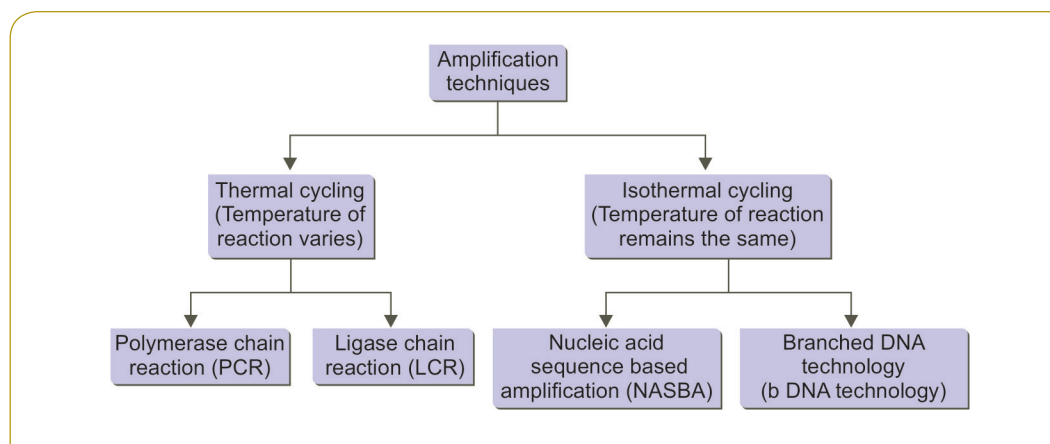 Amplification
techniques
Thermal cycling
(Temperature of
reaction varies)
Isothermal cycling
(Temperature of reaction
remains the same)
Polymerase chain
reaction (PCR)
Ligase chain
reaction (LCR)
Nucleic acid
sequence based
amplification (NASBA)
Branched DNA
technology
(b DNA technology)